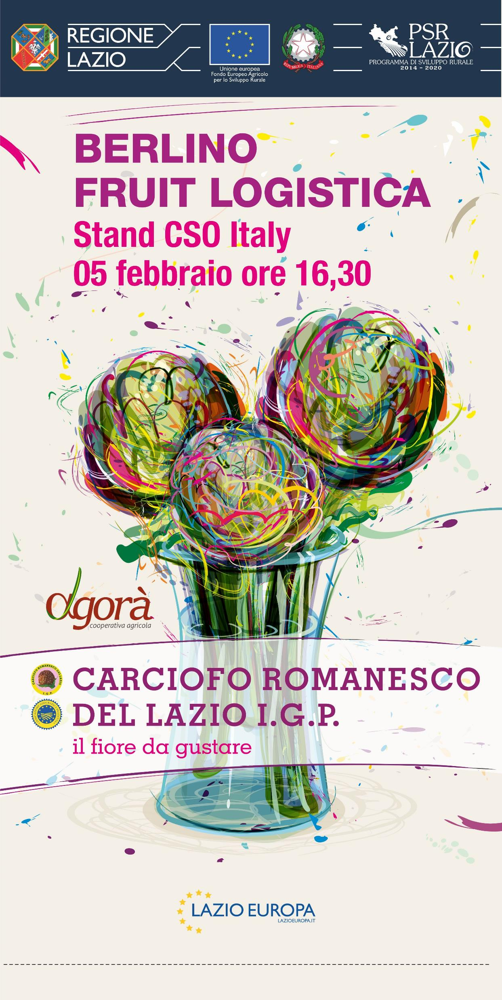 REGIONE
LAZIO
REPVBBLICA ITALIANA
Unione europea
Fondo Europeo Agricolo
per lo Sviluppo Rurale
PSR
LAZIO
PROGRAMMA DI SVILUPPO RURALE
2014 - 2020
BERLINO
FRUIT LOGISTICA
Stand CSO Italy
05 febbraio ore 16,30
agorà
cooperativa agricola
CARCIOFO ROMANESCO DEL LAZIO
I.G.P.
CARCIOFO ROMANESCO
INDICAZIONE GEOGRAFICA PROTETTA
DEL LAZIO I.G.P.
il fiore da gustare
LAZIO EUROPA
LAZIOEUROPA.IT